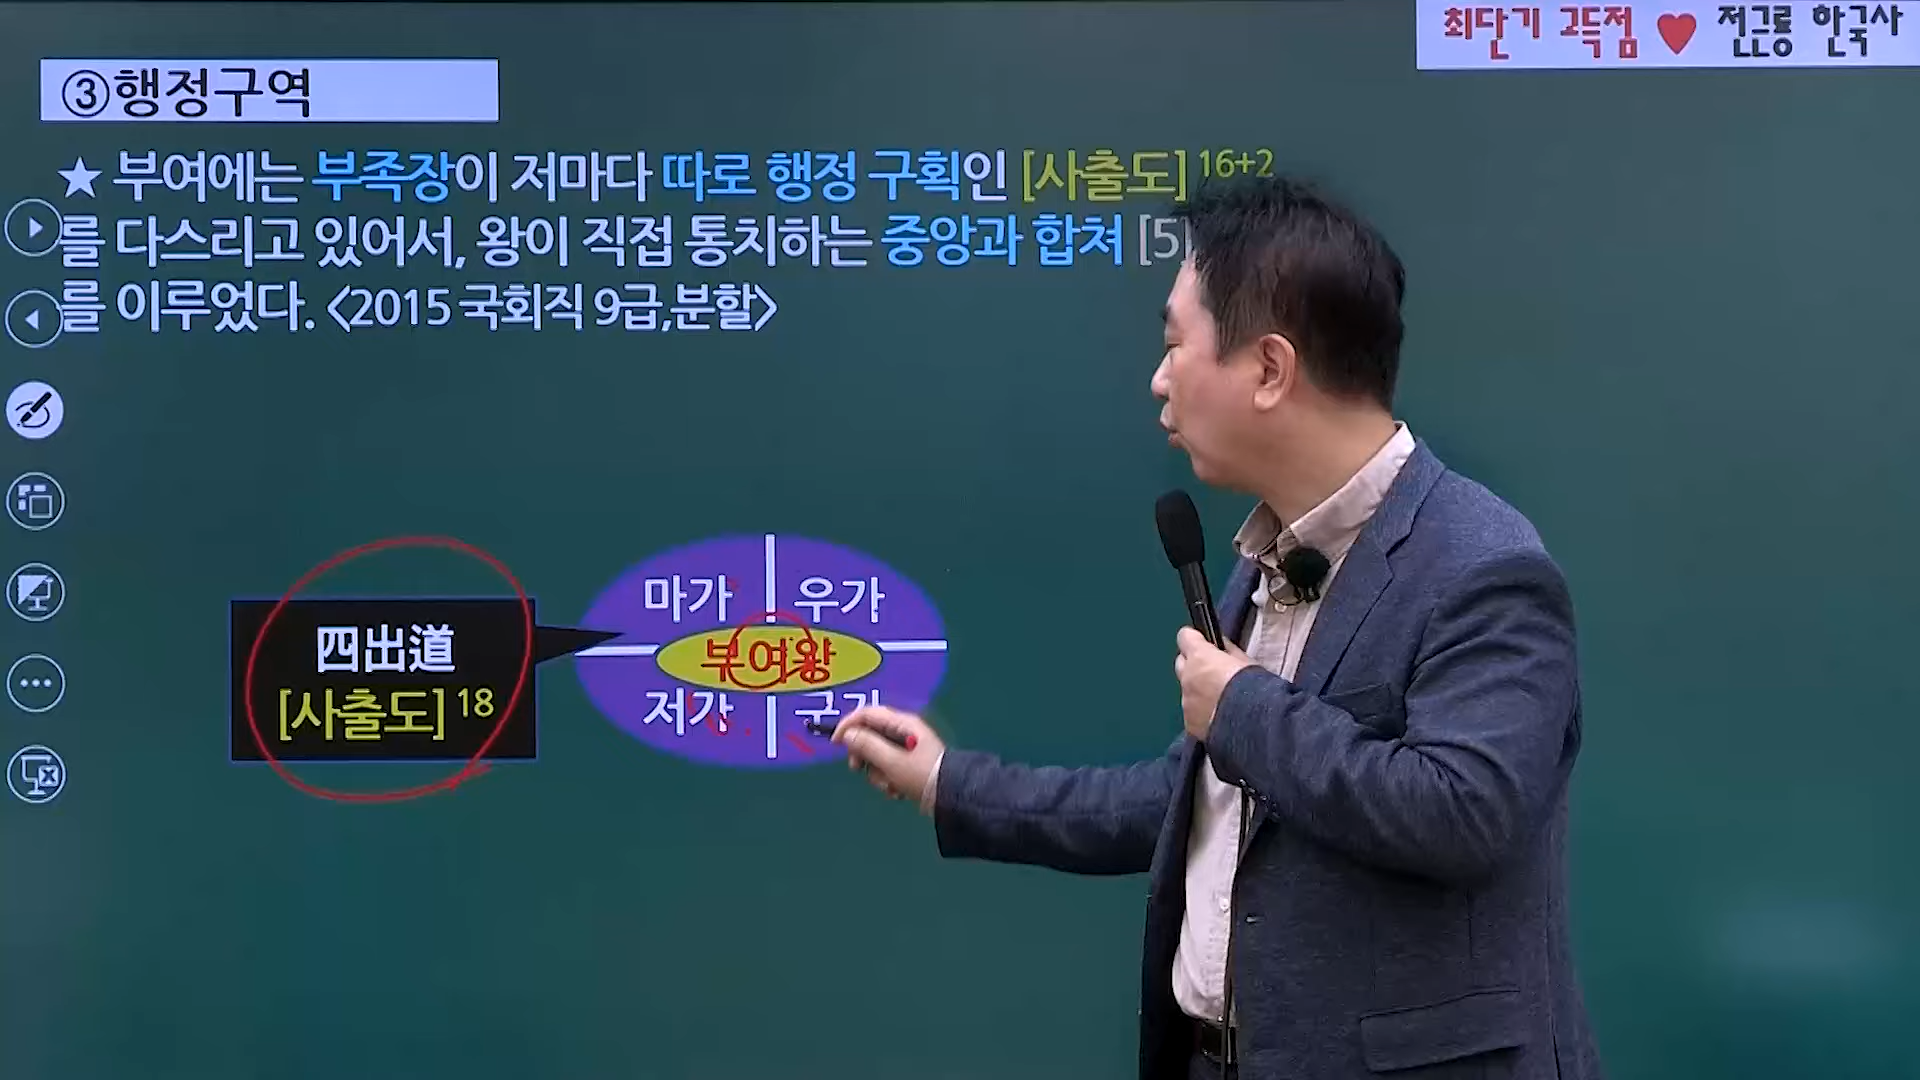 최단기 고득점 ♥ 전근룡 한국사
③행정구역
★ 부여에는 부족장이 저마다 따로 행정 구획인 [사출도] 16+2
를 다스리고 있어서, 왕이 직접 통치하는 중앙과 합쳐 [5]
를 이루었다. <2015 국회직 9급,분할>
마가 우가
四出道
부여왕
[사출도] 18
저가